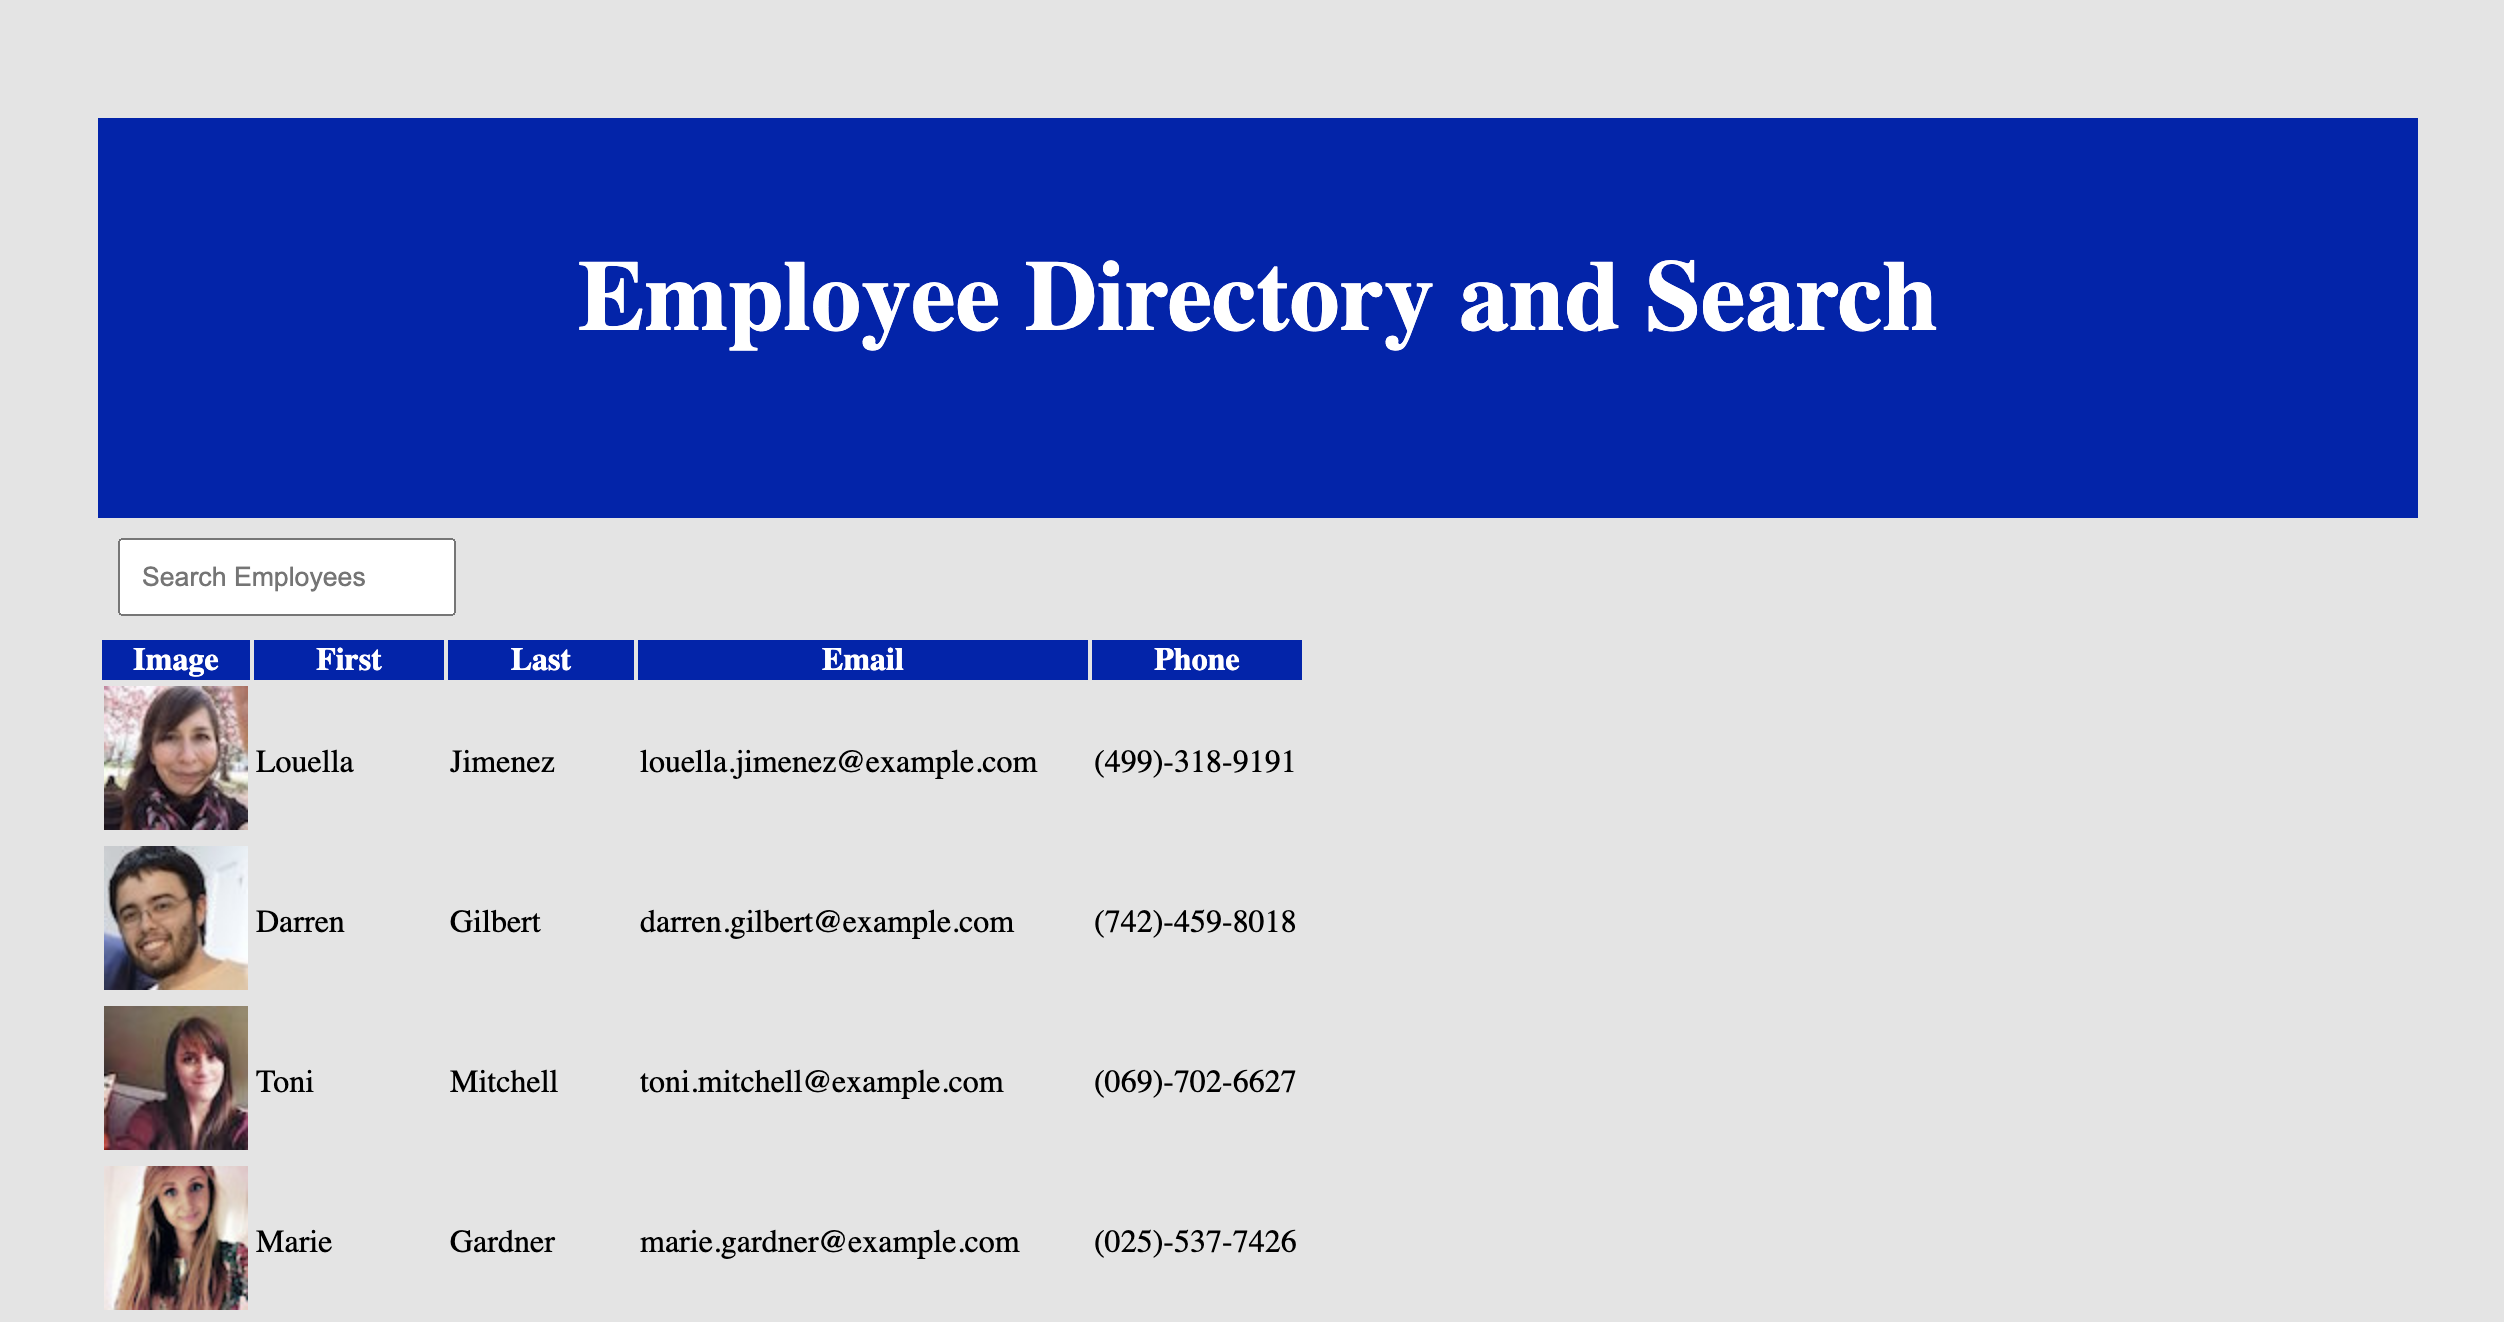 Employee Directory and Search
Search Employees
Image First Last Email Phone
Louella Jimenez louella.jimenez@example.com (499)-318-9191
Darren Gilbert darren.gilbert@example.com (742)-459-8018
Toni Mitchell toni.mitchell@example.com (069)-702-6627
Marie Gardner marie.gardner@example.com (025)-537-7426